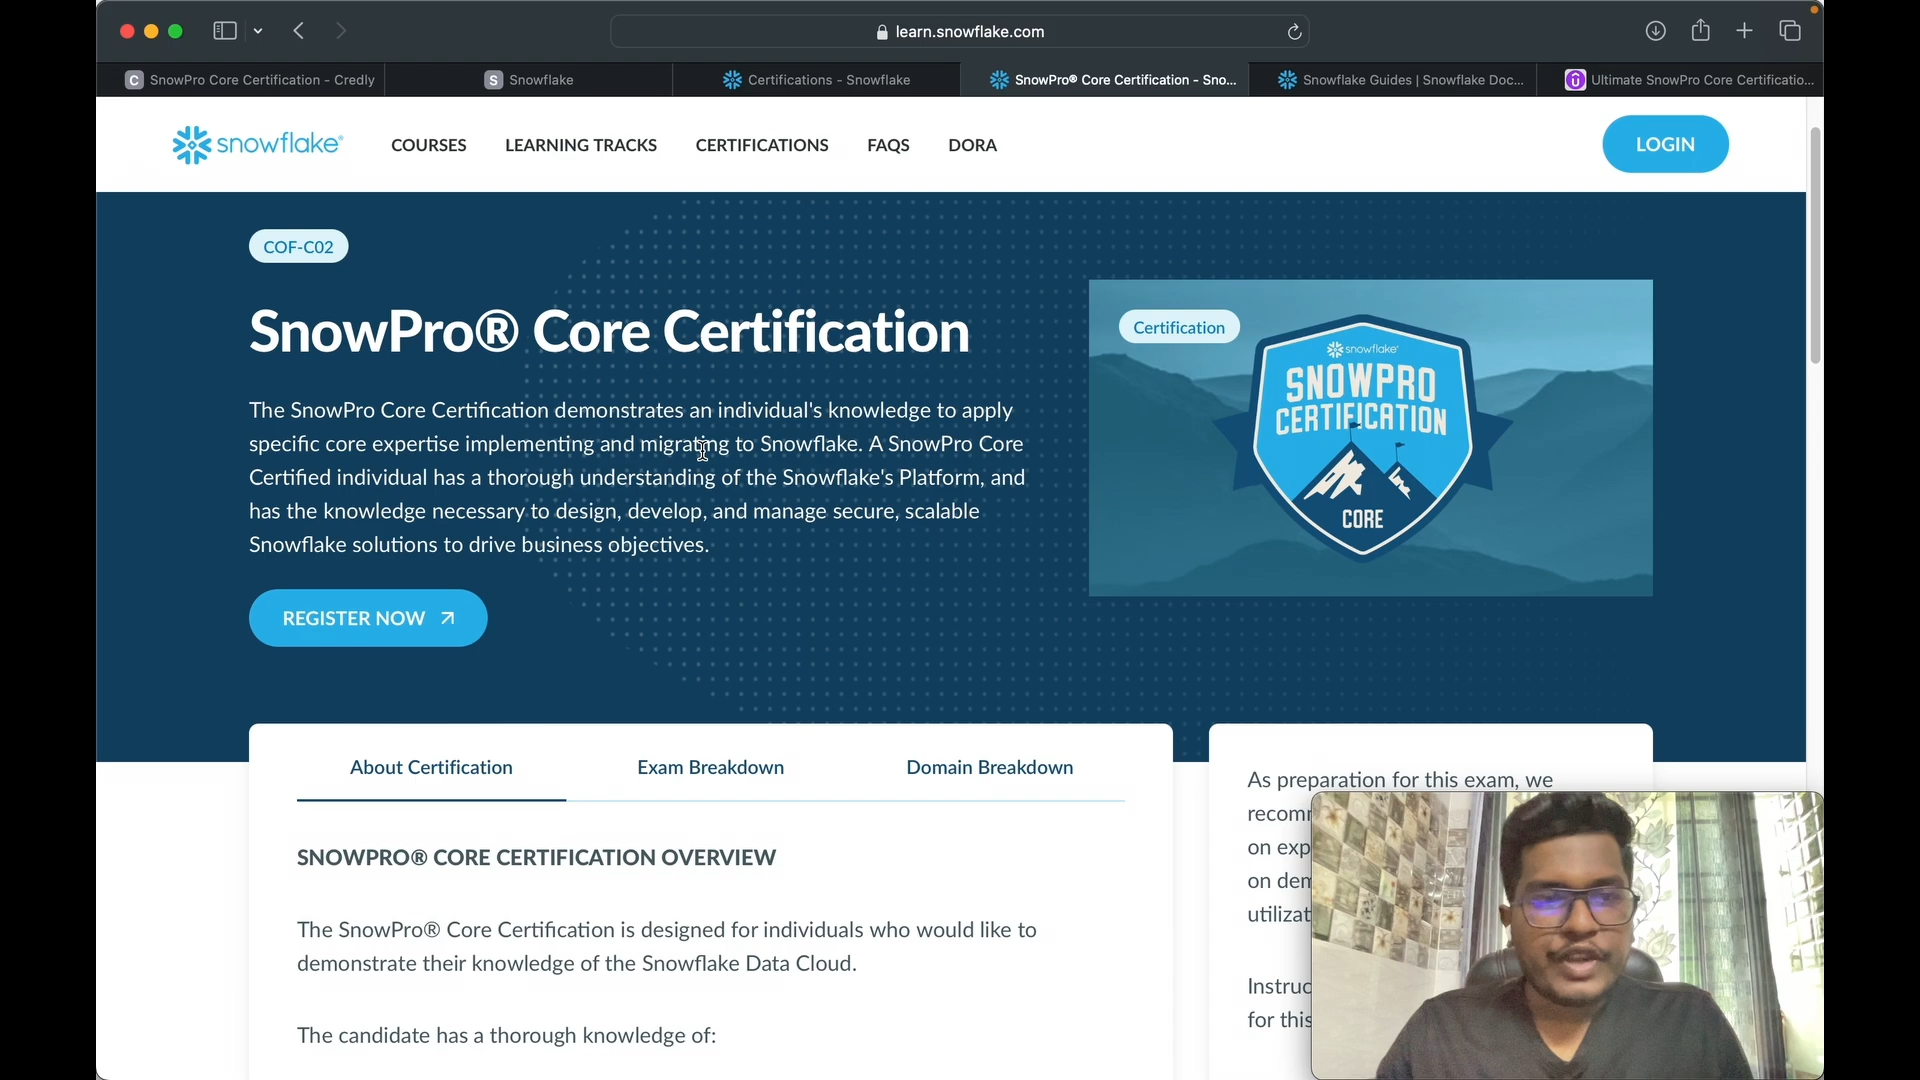 learn.snowflake.com
C SnowPro Core Certification - Credly
S Snowflake
Certifications - Snowflake
SnowPro® Core Certification - Sno...
Snowflake Guides | Snowflake Doc...
Ultimate SnowPro Core Certificatio...
snowflake®
COURSES
LEARNING TRACKS
CERTIFICATIONS
FAQS
DORA
LOGIN
COF-C02
SnowPro® Core Certification
The SnowPro Core Certification demonstrates an individual's knowledge to apply
specific core expertise implementing and migrating to Snowflake. A SnowPro Core
Certified individual has a thorough understanding of the Snowflake's Platform, and
has the knowledge necessary to design, develop, and manage secure, scalable
Snowflake solutions to drive business objectives.
REGISTER NOW
Certification
snowflake®
SNOWPRO
CERTIFICATION
CORE
About Certification
Exam Breakdown
Domain Breakdown
SNOWPRO® CORE CERTIFICATION OVERVIEW
The SnowPro® Core Certification is designed for individuals who would like to
demonstrate their knowledge of the Snowflake Data Cloud.
The candidate has a thorough knowledge of:
As preparation for this exam, we
on
on
for this